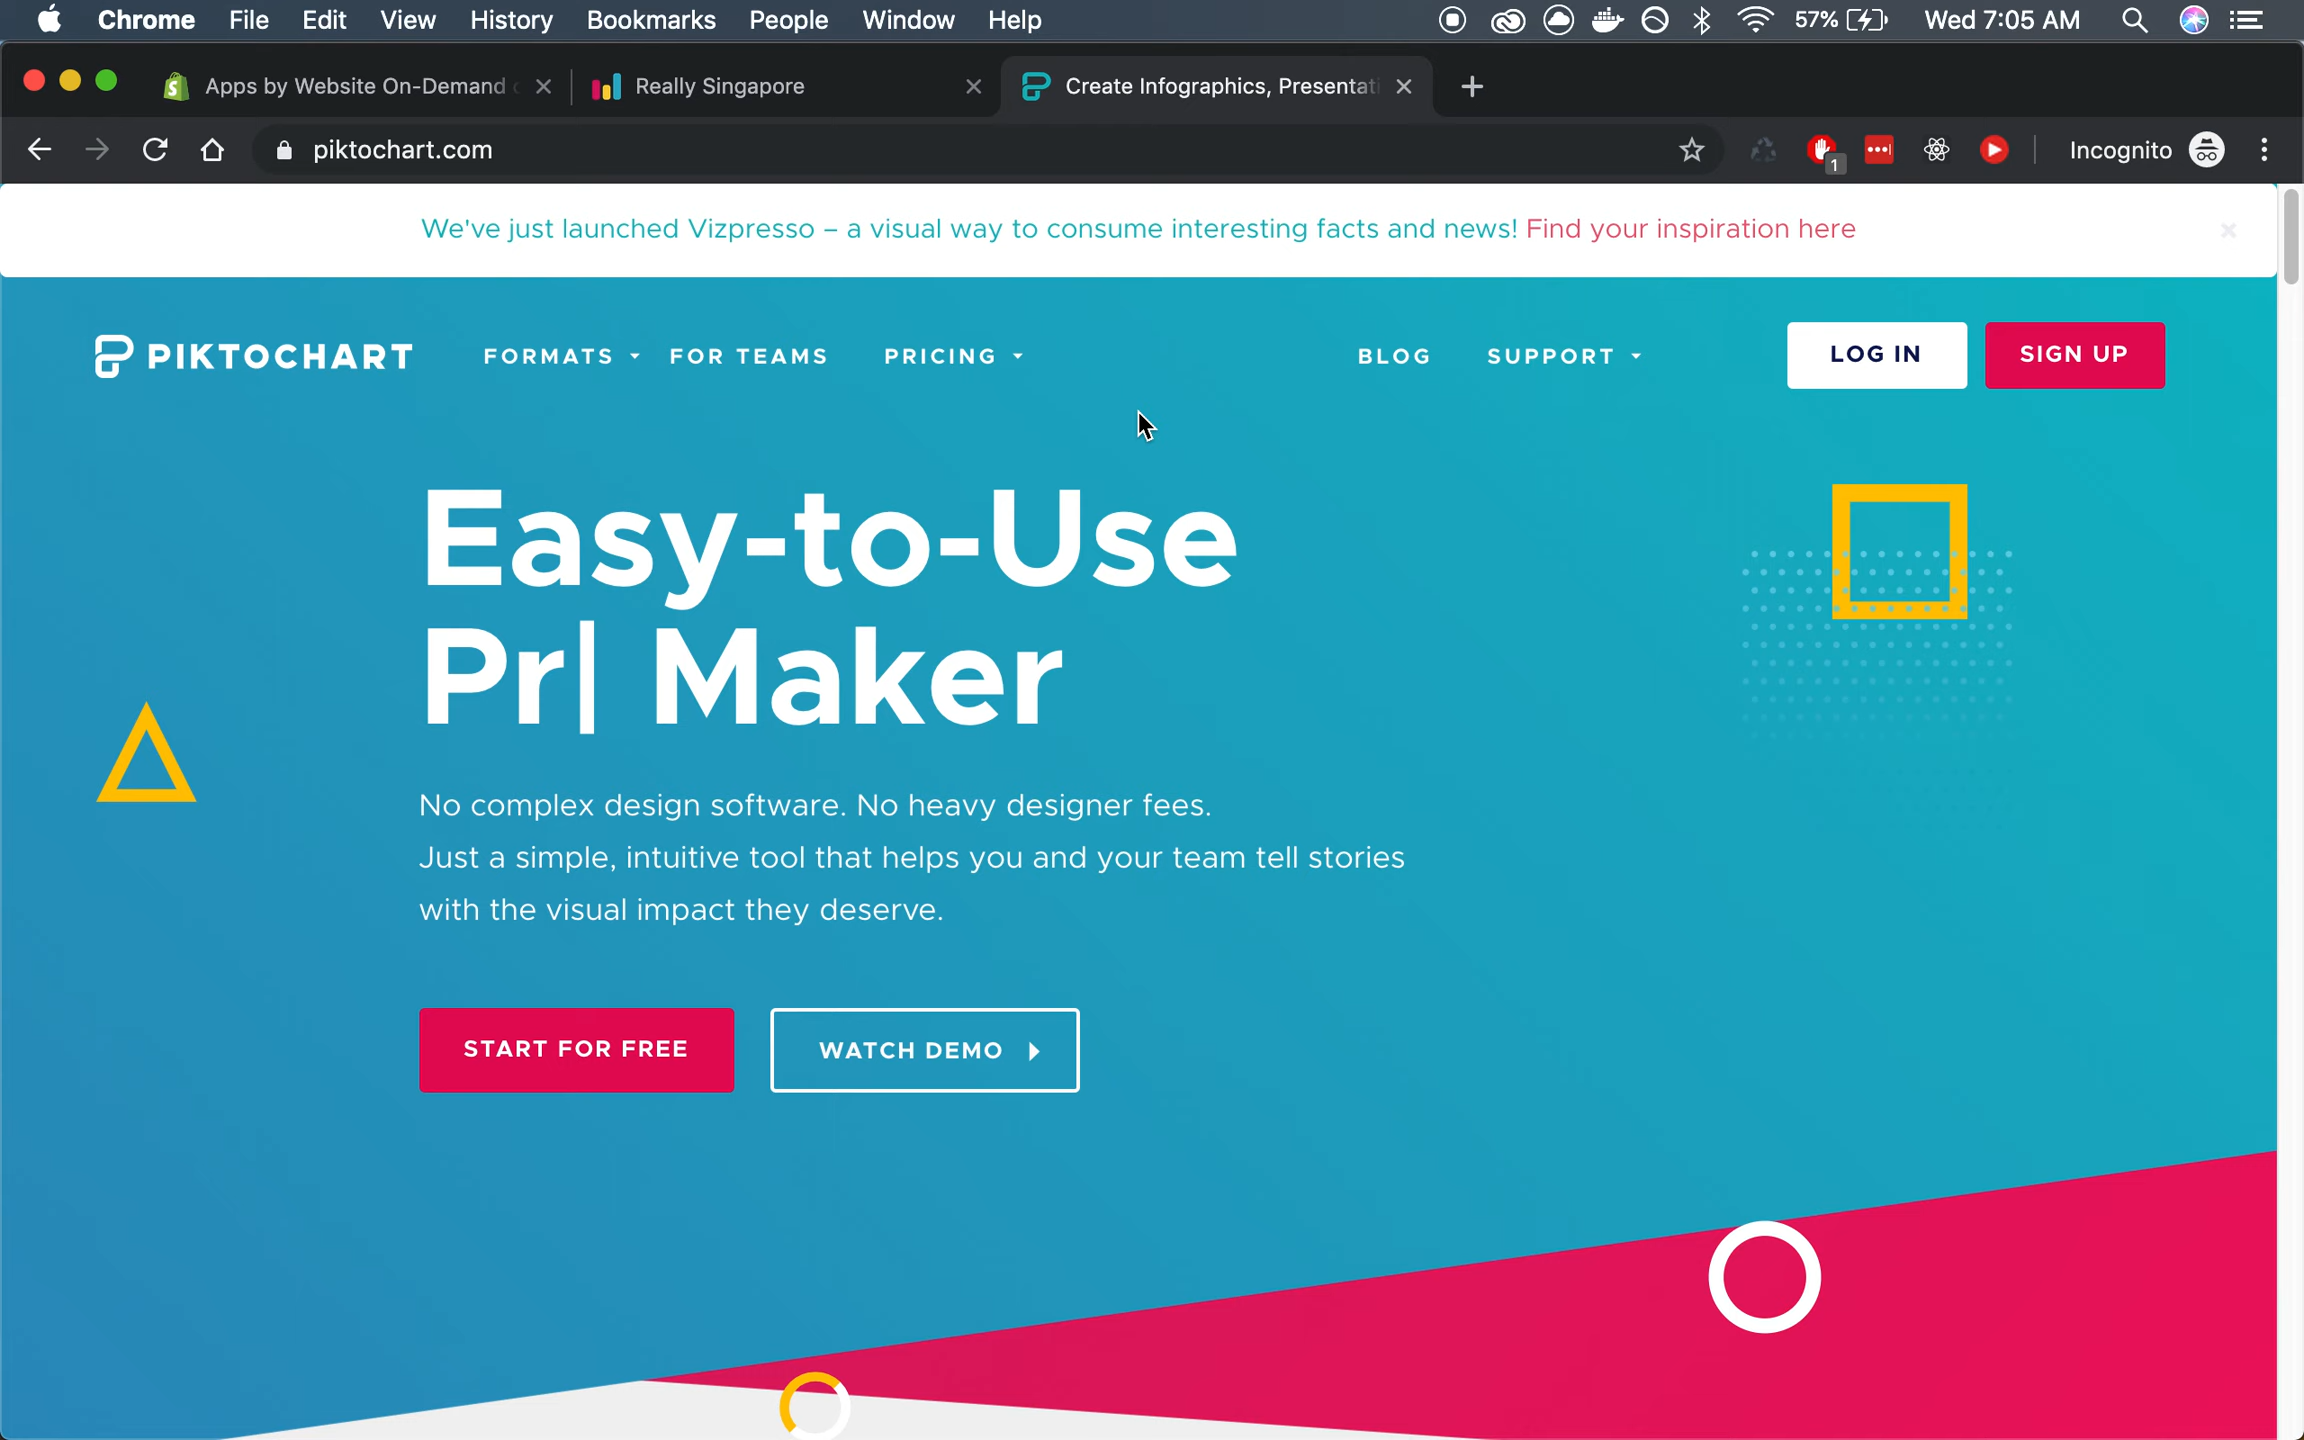 Chrome File Edit View History Bookmarks People Window Help 57% Wed 7:05 AM
Apps by Website On-Demand Really Singapore Create Infographics, Presentati
piktochart.com 1 Incognito
We've just launched Vizpresso – a visual way to consume interesting facts and news! Find your inspiration here
PIKTOCHART FORMATS FOR TEAMS PRICING BLOG SUPPORT LOG IN SIGN UP
Easy-to-Use
Pr| Maker
No complex design software. No heavy designer fees.
Just a simple, intuitive tool that helps you and your team tell stories
with the visual impact they deserve.
START FOR FREE WATCH DEMO